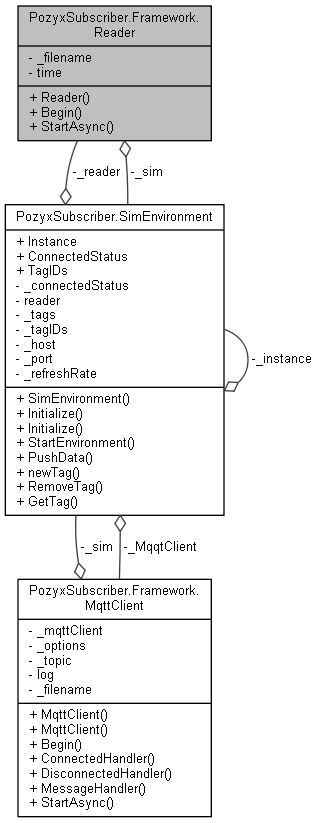 PozyxSubscriber.Framework.
Reader
- _filename
- time
+ Reader()
+ Begin()
+ StartAsync()
-_reader
-_sim
PozyxSubscriber.SimEnvironment
+ Instance
+ ConnectedStatus
+ TagIDs
- _connectedStatus
- reader
- _tags
- _tagIDs
- _host
- _port
- _refreshRate
-_instance
+ SimEnvironment()
+ Initialize()
+ Initialize()
+ StartEnvironment()
+ PushData()
+ newTag()
+ RemoveTag()
+ GetTag()
-_sim
-_MqqtClient
PozyxSubscriber.Framework.
MqttClient
- _mqttClient
- _options
- _topic
- log
- _filename
+ MqttClient()
+ MqttClient()
+ Begin()
+ ConnectedHandler()
+ DisconnectedHandler()
+ MessageHandler()
+ StartAsync()